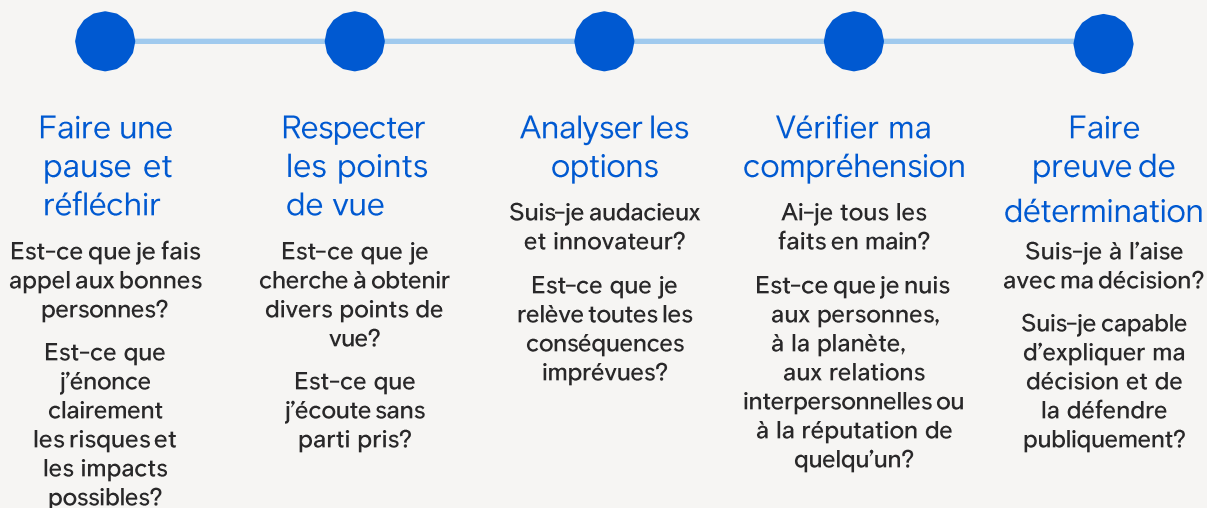 Faire une
pause et
réfléchir
Est-ce que je fais
appel aux bonnes
personnes?
Est-ce que
j’énonce
clairement
les risques et
les impacts
possibles?
Respecter
les points
de vue
Est-ce que je
cherche à obtenir
divers points de
vue?
Est-ce que
j’écoute sans
parti pris?
Analyser les
options
Suis-je audacieux
et innovateur?
Est-ce que je
relève toutes les
conséquences
imprévues?
Vérifier ma
compréhension
Ai-je tous les
faits en main?
Est-ce que je nuis
aux personnes,
à la planète,
aux relations
interpersonnelles ou
à la réputation de
quelqu’un?
Faire
preuve de
détermination
Suis-je à l’aise
avec ma décision?
Suis-je capable
d’expliquer ma
décision et de
la défendre
publiquement?